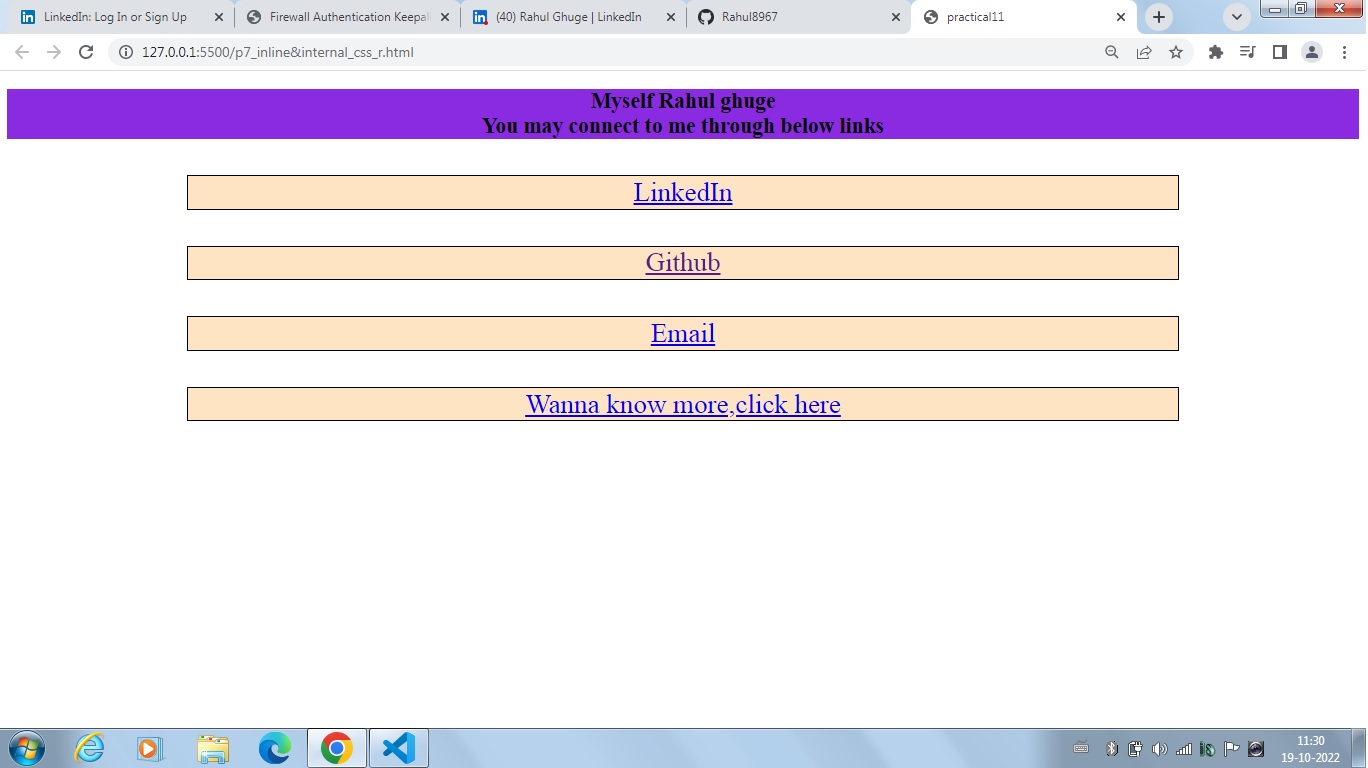 LinkedIn: Log In or Sign Up
Firewall Authentication Keepali
(40) Rahul Ghuge | LinkedIn
Rahul8967
practical11
127.0.0.1:5500/p7_inline&internal_css_r.html
Myself Rahul ghuge
You may connect to me through below links
LinkedIn
Github
Email
Wanna know more,click here
11:30
19-10-2022